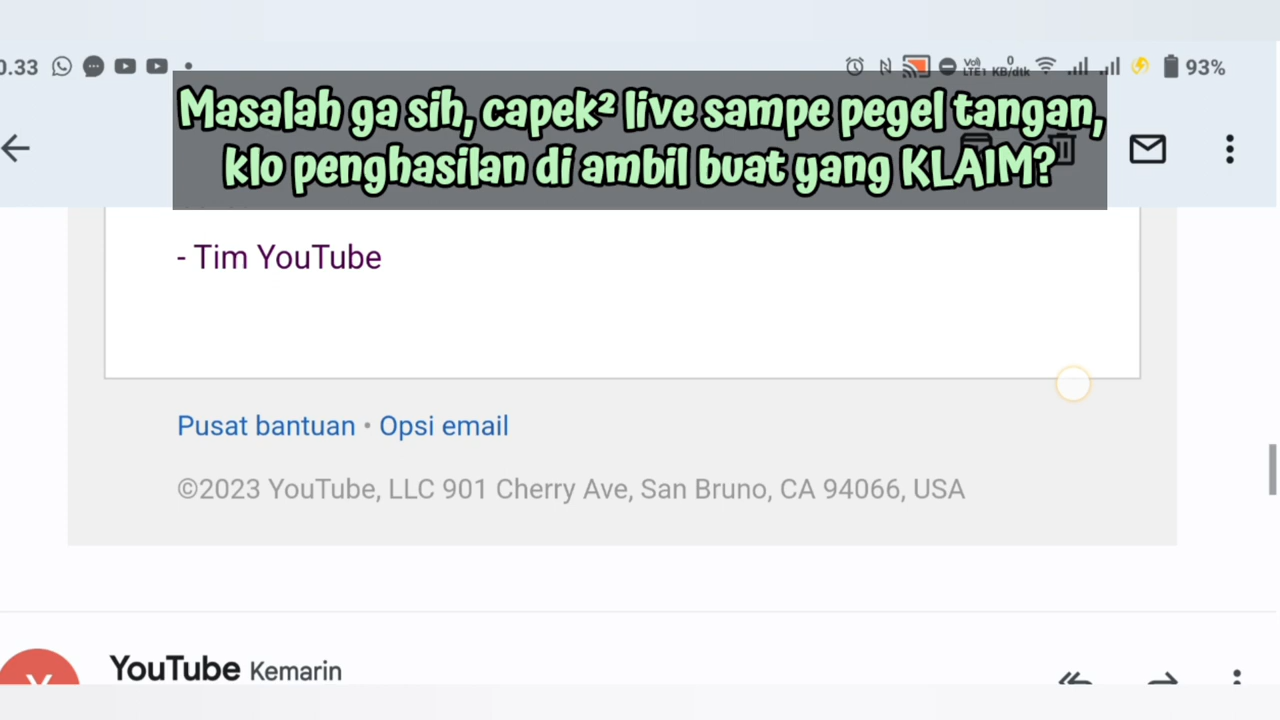 0.33
93%
Masalah ga sih, capek² live sampe pegel tangan,
klo penghasilan di ambil buat yang KLAIM?
- Tim YouTube
Pusat bantuan • Opsi email
©2023 YouTube, LLC 901 Cherry Ave, San Bruno, CA 94066, USA
YouTube Kemarin